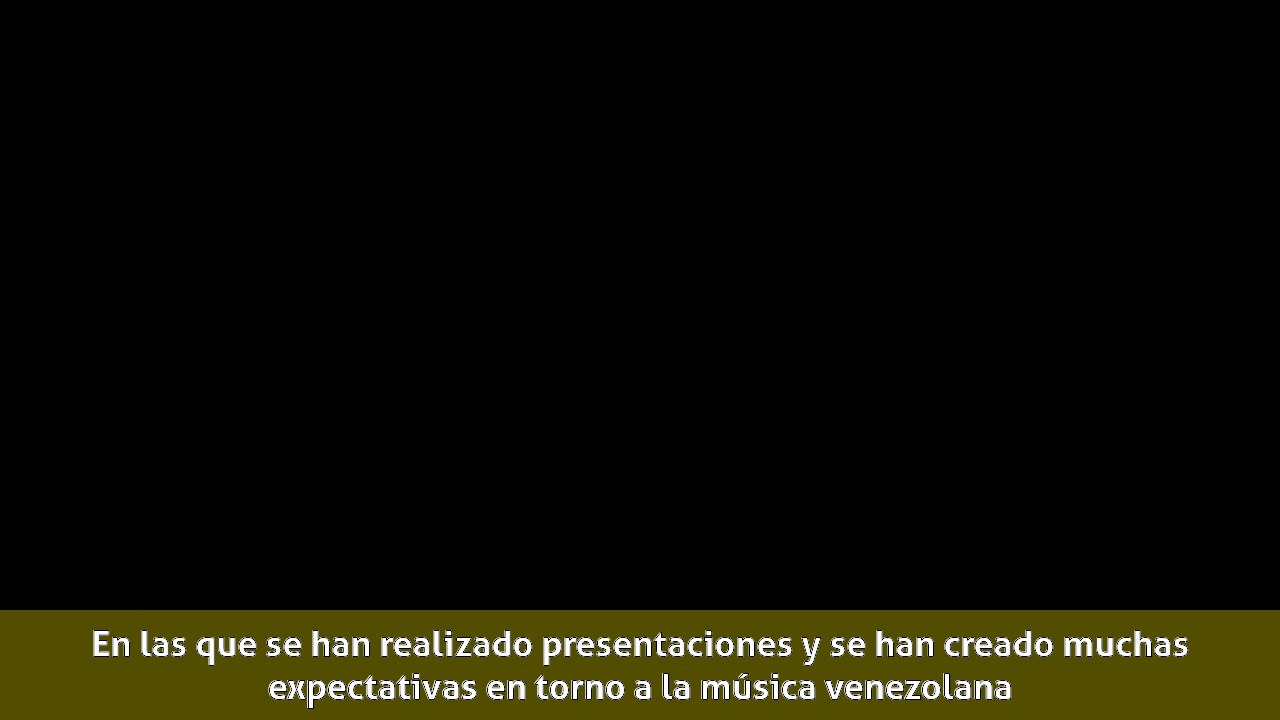 En las que se han realizado presentaciones y se han creado muchas
expectativas en torno a la música venezolana